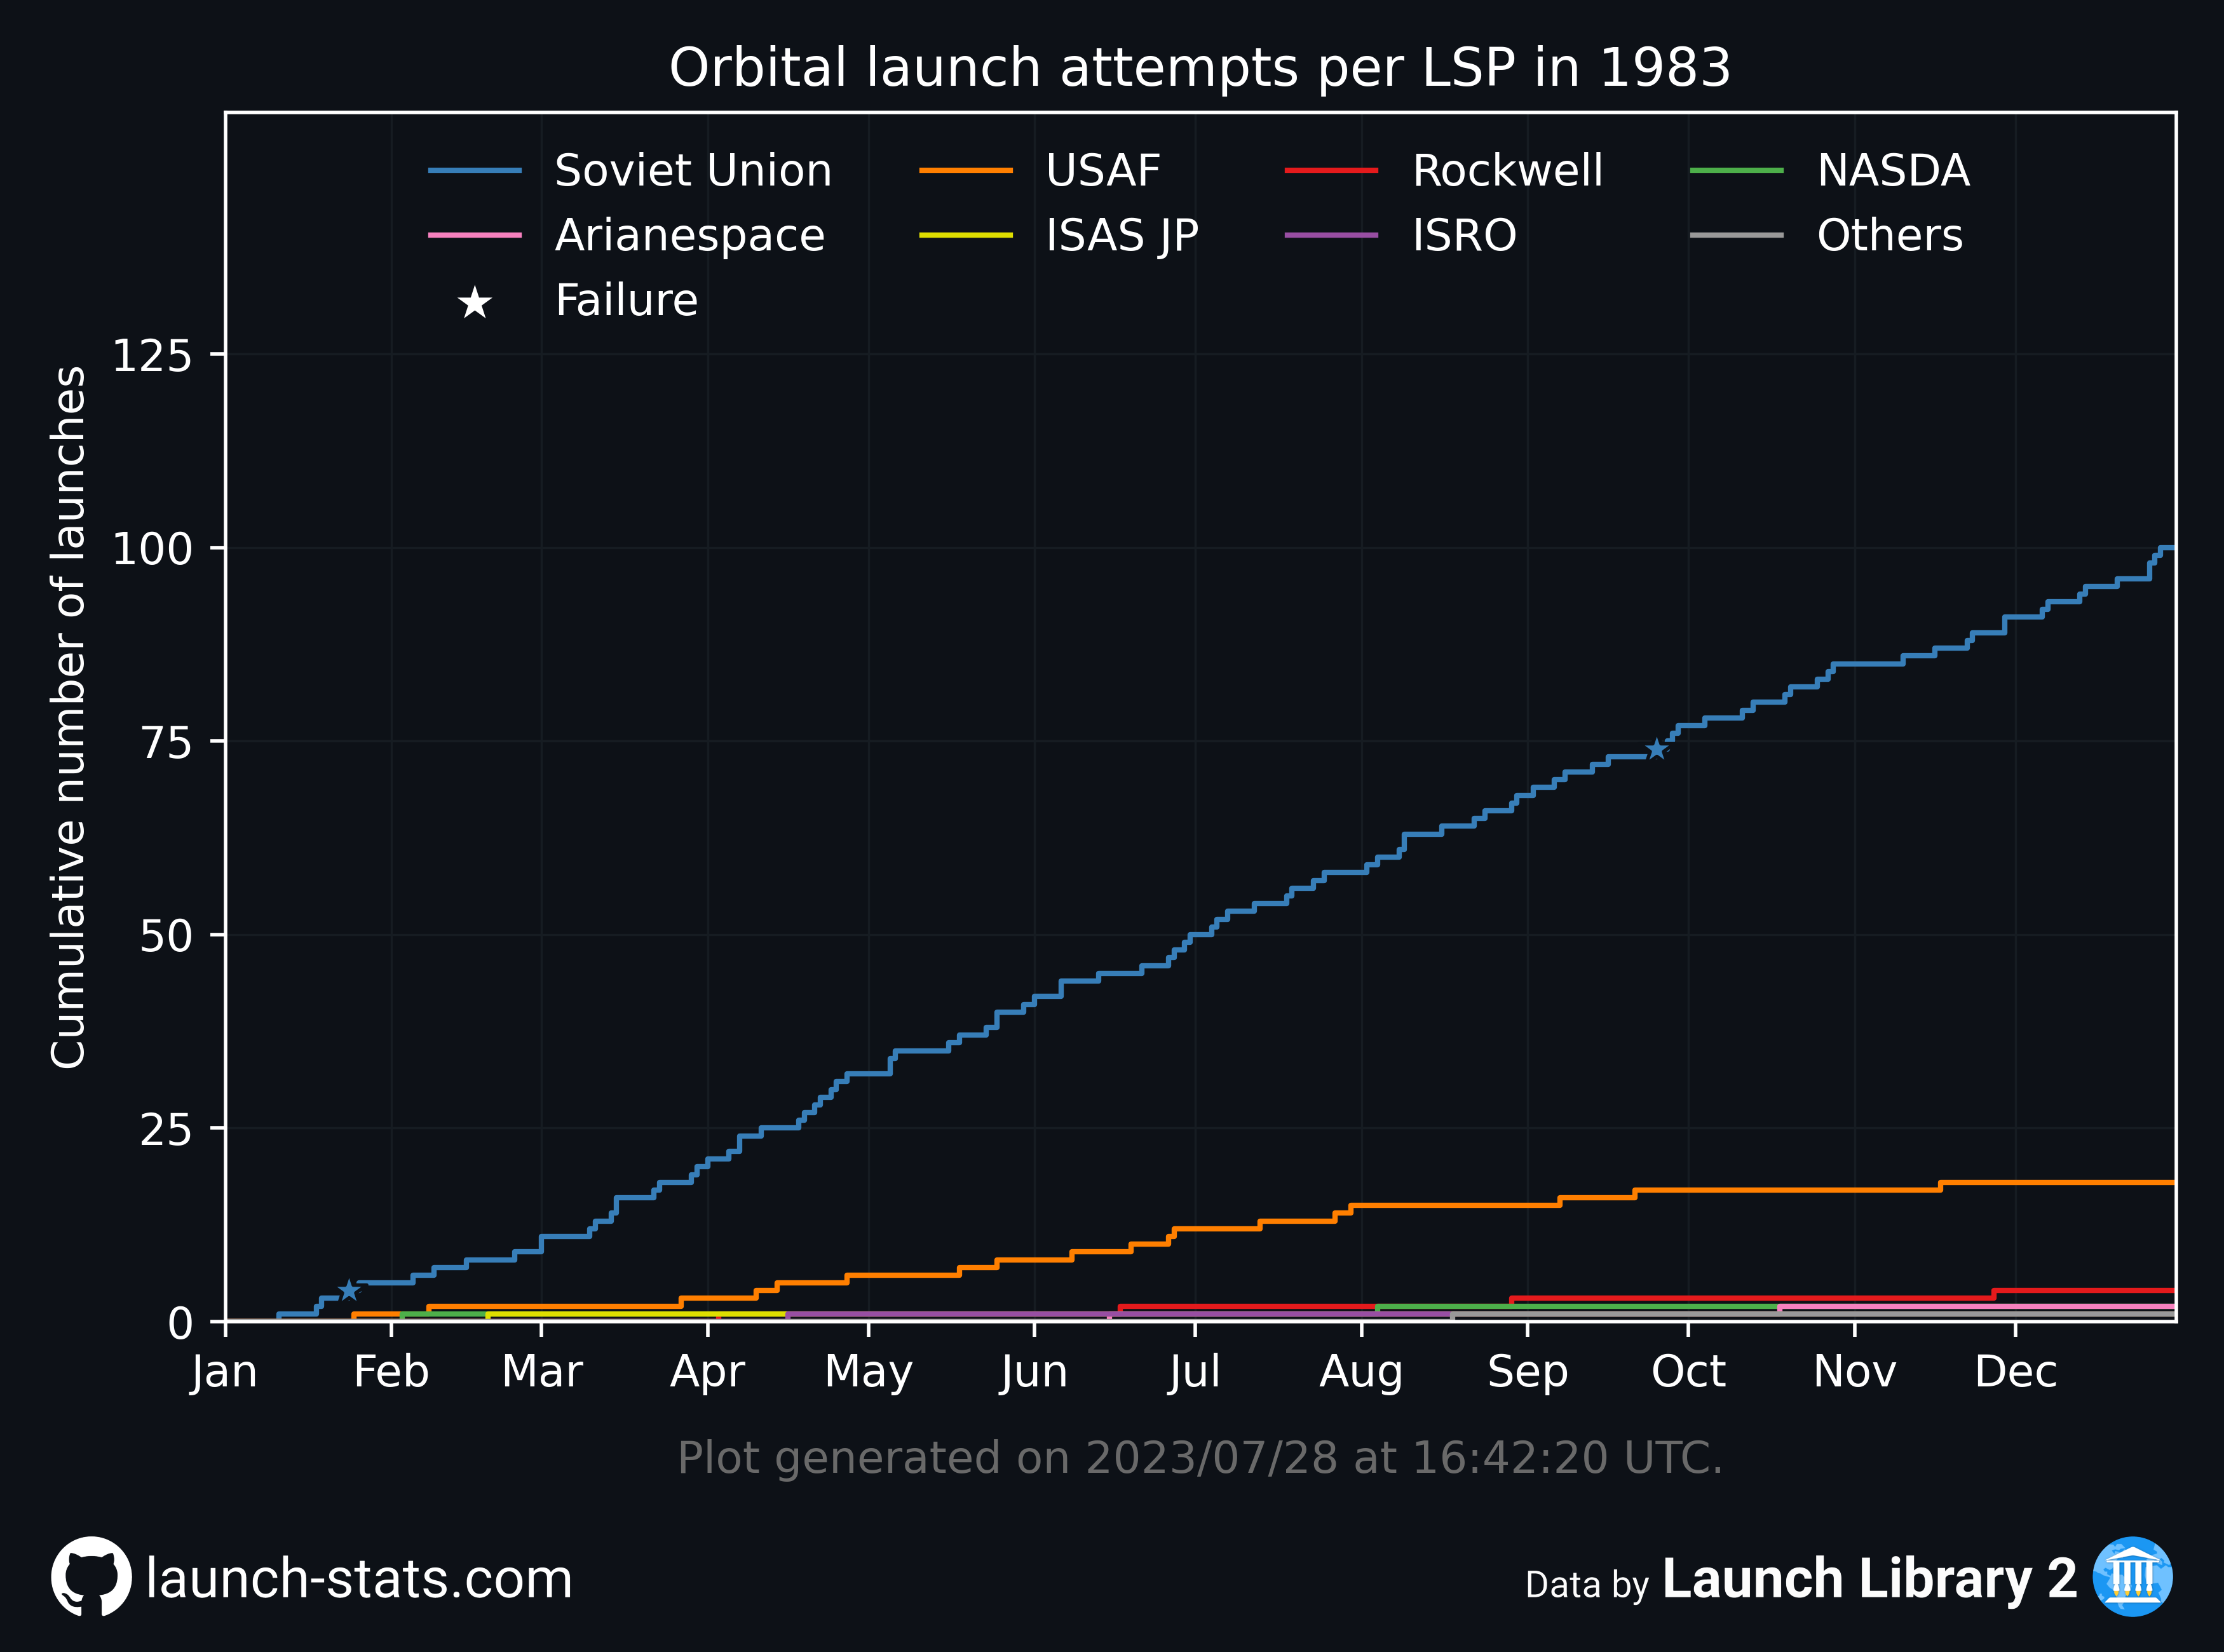 Orbital launch attempts per LSP in 1983
Soviet Union
USAF
Rockwell
NASDA
Arianespace
ISAS JP
ISRO
Others
Failure
Cumulative number of launches
125
100
75
50
25
0
Jan
Feb
Mar
Apr
May
Jun
Jul
Aug
Sep
Oct
Nov
Dec
Plot generated on 2023/07/28 at 16:42:20 UTC.
launch-stats.com
Data by Launch Library 2